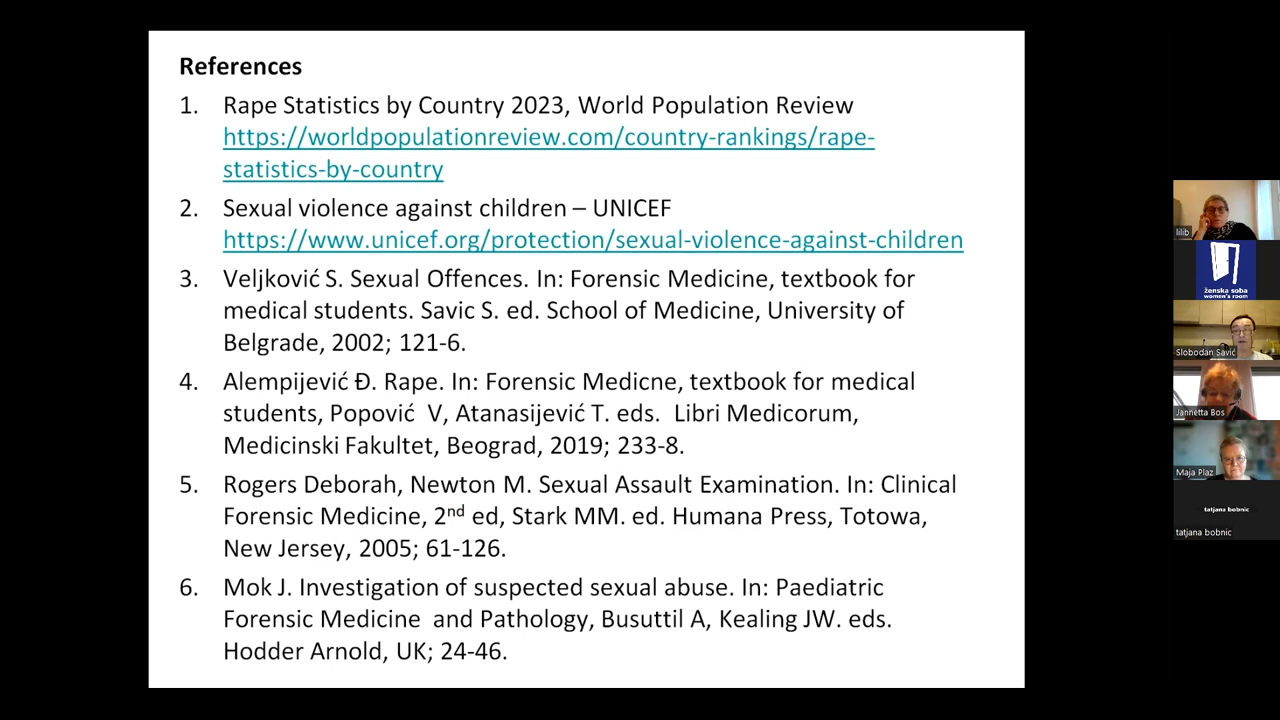 References
1. Rape Statistics by Country 2023, World Population Review
https://worldpopulationreview.com/country-rankings/rape-
statistics-by-country
2. Sexual violence against children – UNICEF
https://www.unicef.org/protection/sexual-violence-against-children
3. Veljković S. Sexual Offences. In: Forensic Medicine, textbook for
medical students. Savic S. ed. School of Medicine, University of
Belgrade, 2002; 121-6.
4. Alempijević Đ. Rape. In: Forensic Medicne, textbook for medical
students, Popović V, Atanasijević T. eds. Libri Medicorum,
Medicinski Fakultet, Beograd, 2019; 233-8.
5. Rogers Deborah, Newton M. Sexual Assault Examination. In: Clinical
Forensic Medicine, 2nd ed, Stark MM. ed. Humana Press, Totowa,
New Jersey, 2005; 61-126.
6. Mok J. Investigation of suspected sexual abuse. In: Paediatric
Forensic Medicine and Pathology, Busuttil A, Kealing JW. eds.
Hodder Arnold, UK; 24-46.
lilib
ženska soba
women's room
Slobodan Savić
Jannetta Bos
Maja Plaz
tatjana bobnic
tatjana bobnic